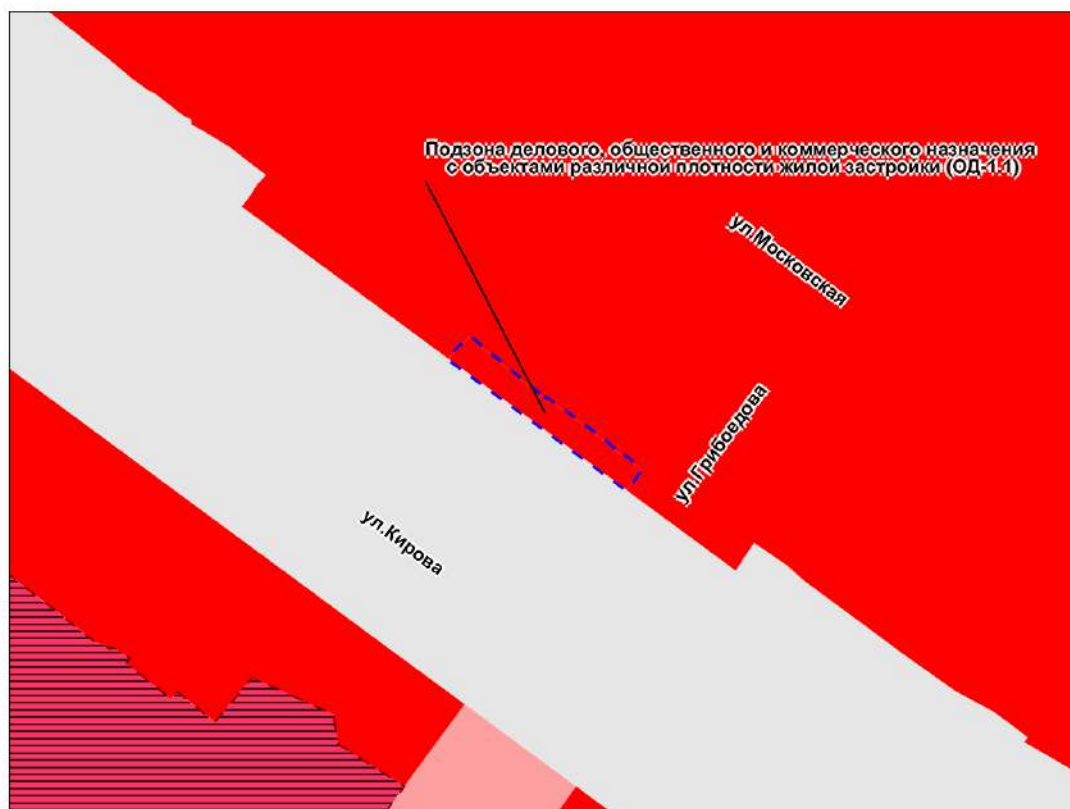 Подзона делового, общественного и коммерческого назначения
с объектами различной плотности жилой застройки (ОД-1.1)
ул.Московская
ул.Грибоедова
ул.Кирова